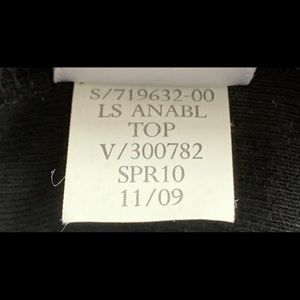 S/719632-00
LS ANABL
TOP
V/300782
SPR10
11/09